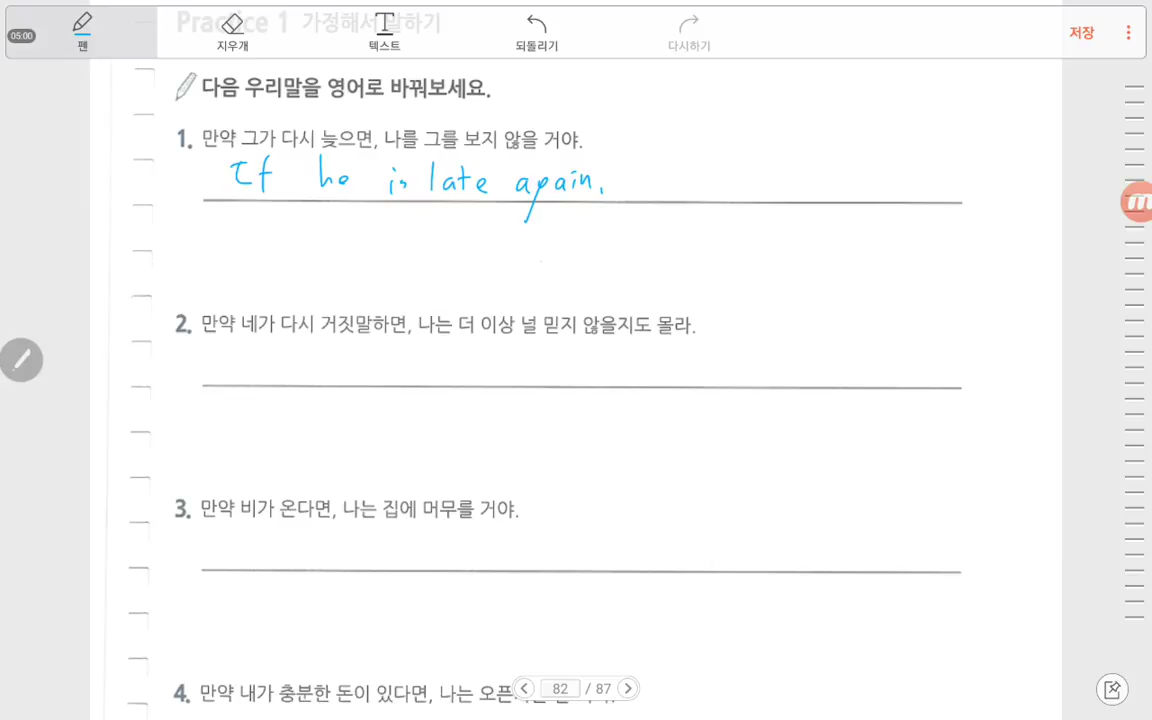 Practice 1 가정해서 말하기
05:00
펜
지우개
텍스트
되돌리기
다시하기
저장
다음 우리말을 영어로 바꿔보세요.
1. 만약 그가 다시 늦으면, 나를 그를 보지 않을 거야.
If he is late again,
2. 만약 네가 다시 거짓말하면, 나는 더 이상 널 믿지 않을지도 몰라.
3. 만약 비가 온다면, 나는 집에 머무를 거야.
4. 만약 내가 충분한 돈이 있다면, 나는 오픈
82 / 87
m